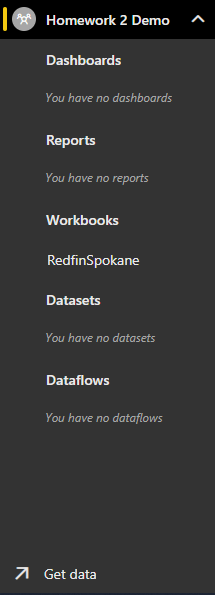 Homework 2 Demo
Dashboards
You have no dashboards
Reports
You have no reports
Workbooks
RedfinSpokane
Datasets
You have no datasets
Dataflows
You have no dataflows
Get data